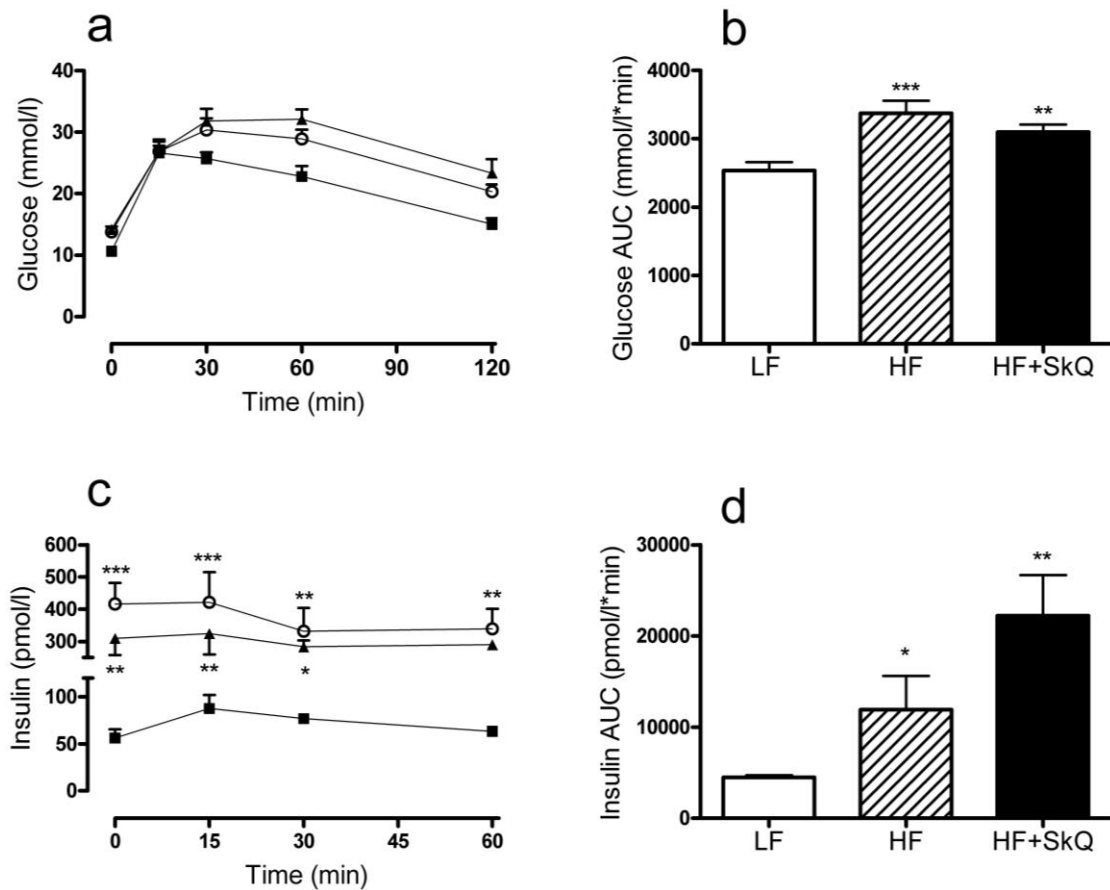 a
Glucose (mmol/l)
40
30
20
10
0
0 30 60 90 120
Time (min)
b
Glucose AUC (mmol/l*min)
4000
3000
2000
1000
0
***
**
LF HF HF+SkQ
c
Insulin (pmol/l)
600
500
400
300
100
50
0
*** *** ** **
** ** *
0 15 30 45 60
Time (min)
d
Insulin AUC (pmol/l*min)
30000
20000
10000
0
**
*
LF HF HF+SkQ